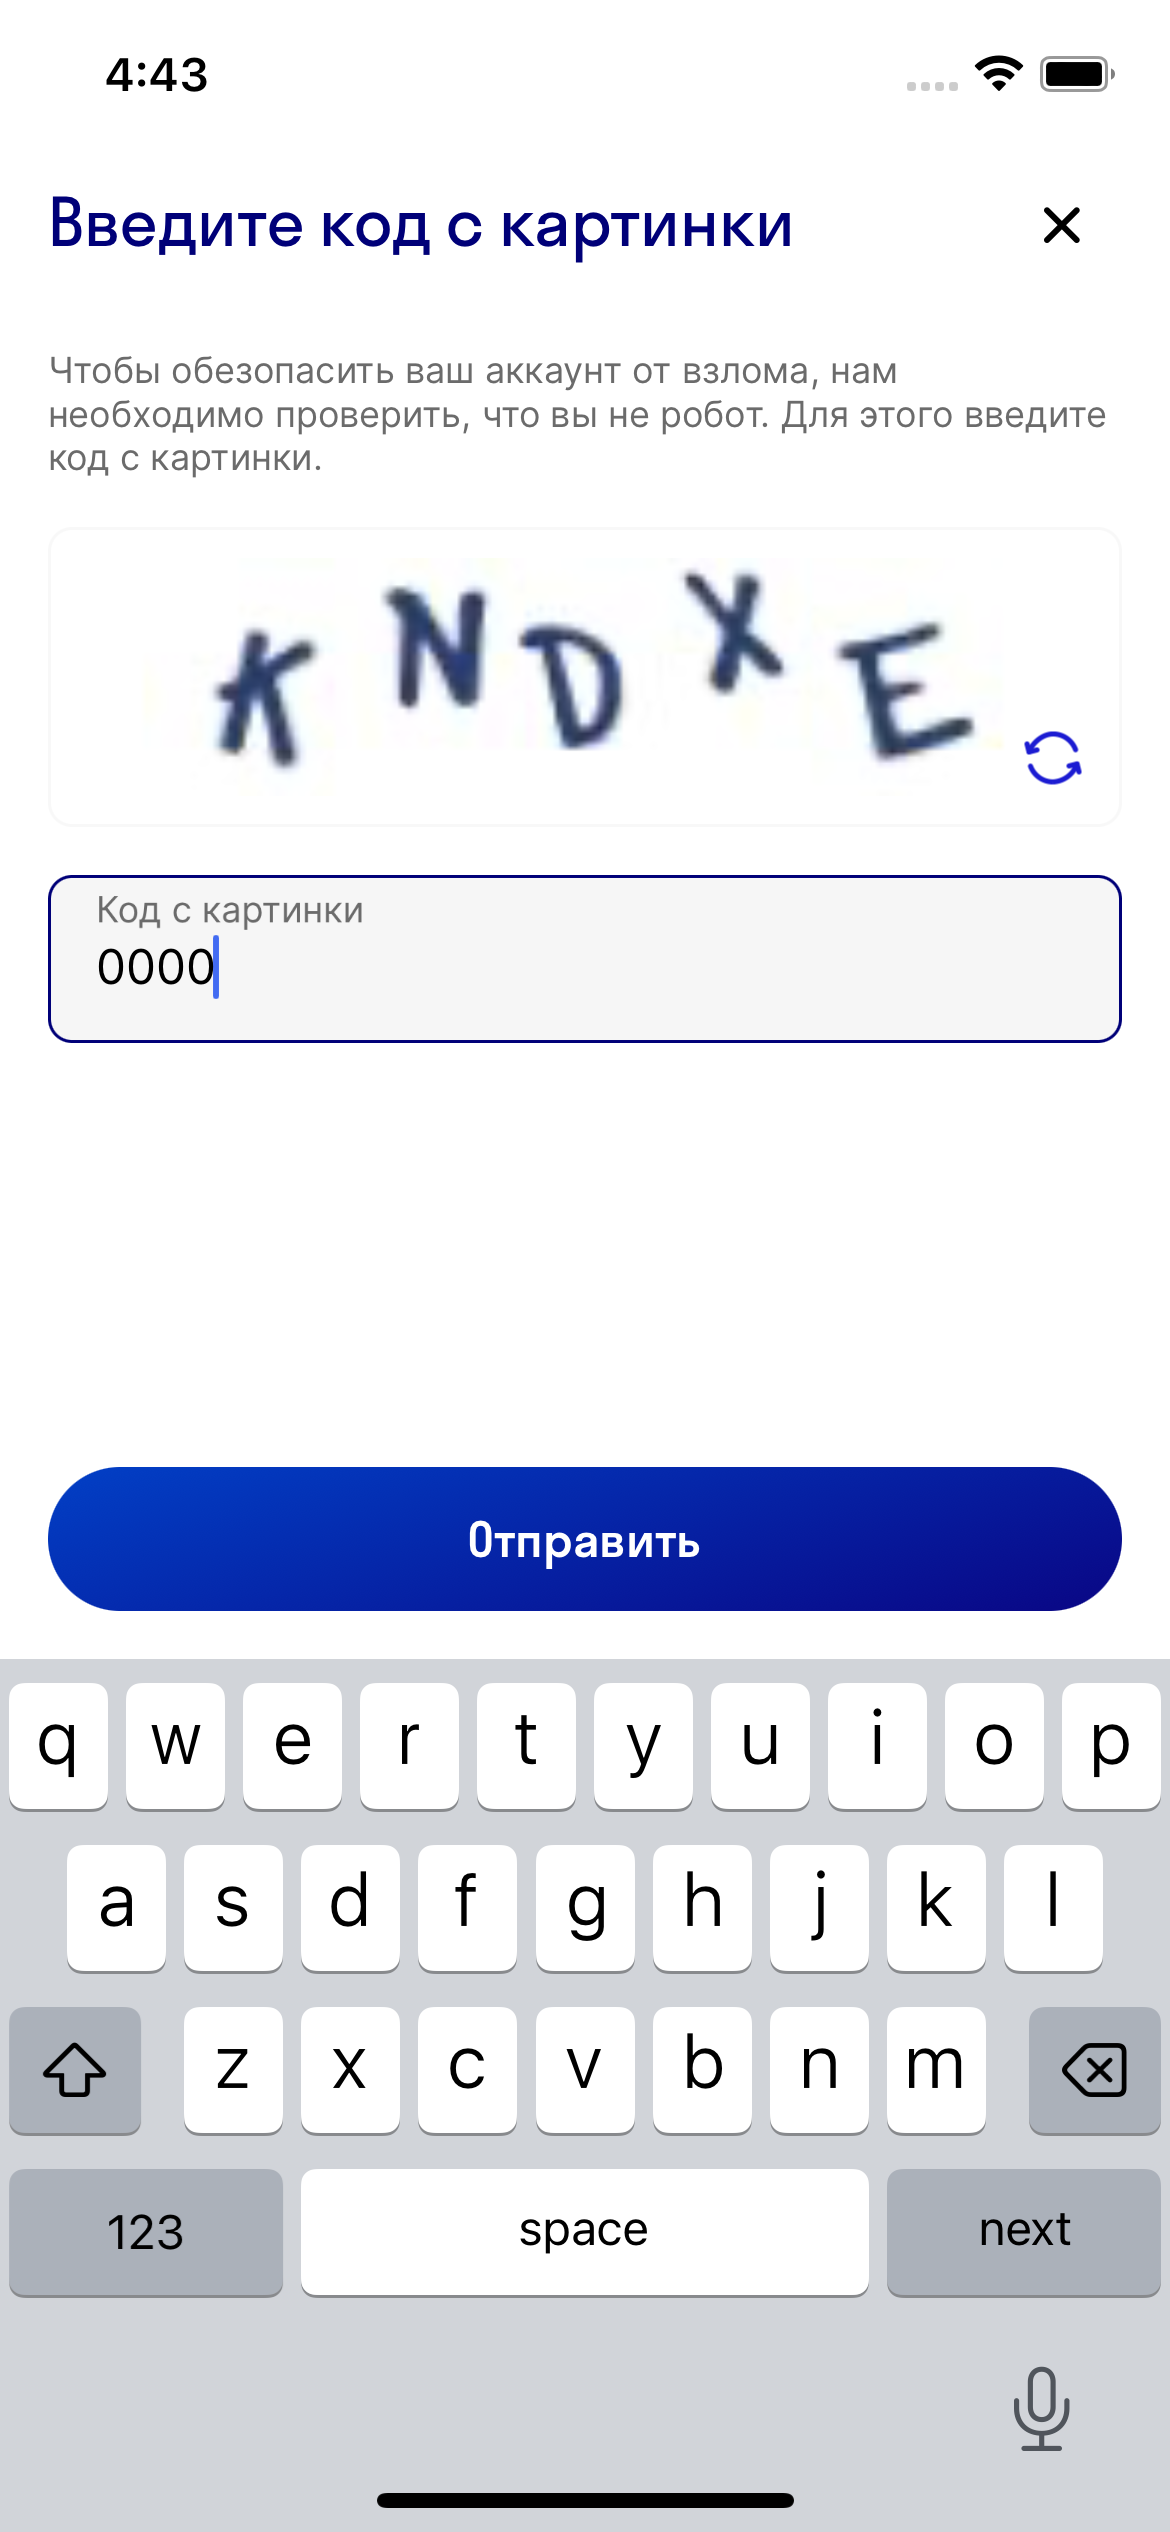 4:43
Введите код с картинки
Чтобы обезопасить ваш аккаунт от взлома, нам
необходимо проверить, что вы не робот. Для этого введите
код с картинки.
K N D X E
Код с картинки
0000
Отправить
q w e r t y u i o p
a s d f g h j k l
z x c v b n m
123 space next